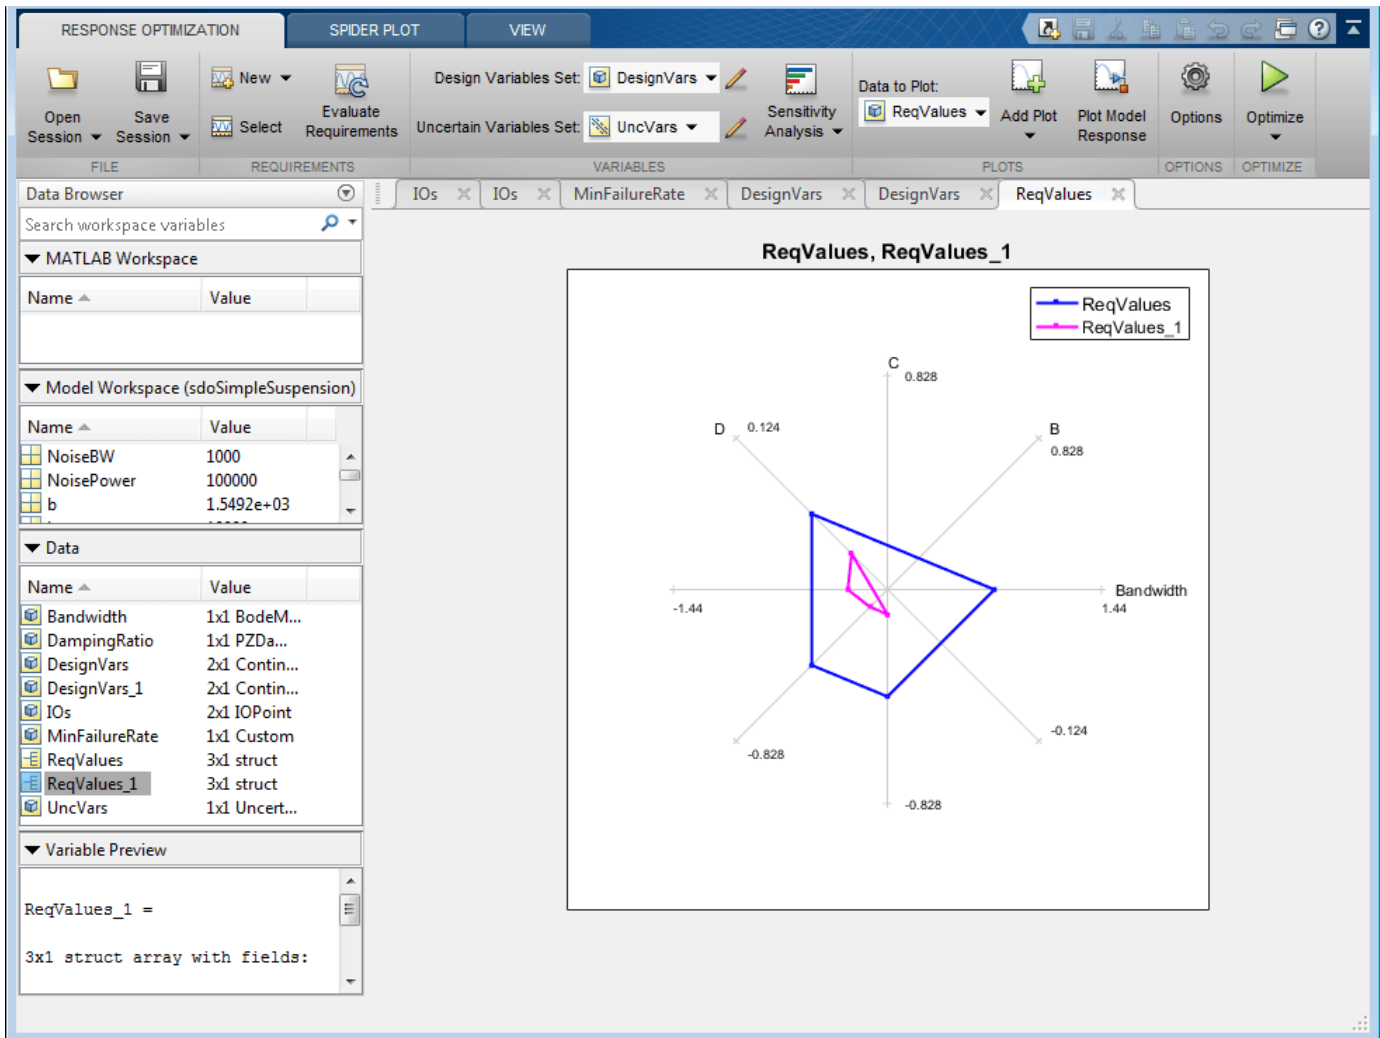 RESPONSE OPTIMIZATION
SPIDER PLOT
VIEW
Open Session
Save Session
New
Select
Evaluate Requirements
Design Variables Set:
DesignVars
Uncertain Variables Set:
UncVars
Sensitivity Analysis
Data to Plot:
ReqValues
Add Plot
Plot Model Response
Options
Optimize
FILE
REQUIREMENTS
VARIABLES
PLOTS
OPTIONS
OPTIMIZE
Data Browser
Search workspace variables
MATLAB Workspace
Name Value
Model Workspace (sdoSimpleSuspension)
Name Value
NoiseBW 1000
NoisePower 100000
b 1.5492e+03
Data
Name Value
Bandwidth 1x1 BodeM...
DampingRatio 1x1 PZDa...
DesignVars 2x1 Contin...
DesignVars_1 2x1 Contin...
IOs 2x1 IOPoint
MinFailureRate 1x1 Custom
ReqValues 3x1 struct
ReqValues_1 3x1 struct
UncVars 1x1 Uncert...
Variable Preview
ReqValues_1 =
3x1 struct array with fields:
IOs
IOs
MinFailureRate
DesignVars
DesignVars
ReqValues
ReqValues, ReqValues_1
ReqValues
ReqValues_1
C
0.828
D 0.124
B
0.828
-1.44
Bandwidth
1.44
-0.124
-0.828
-0.828